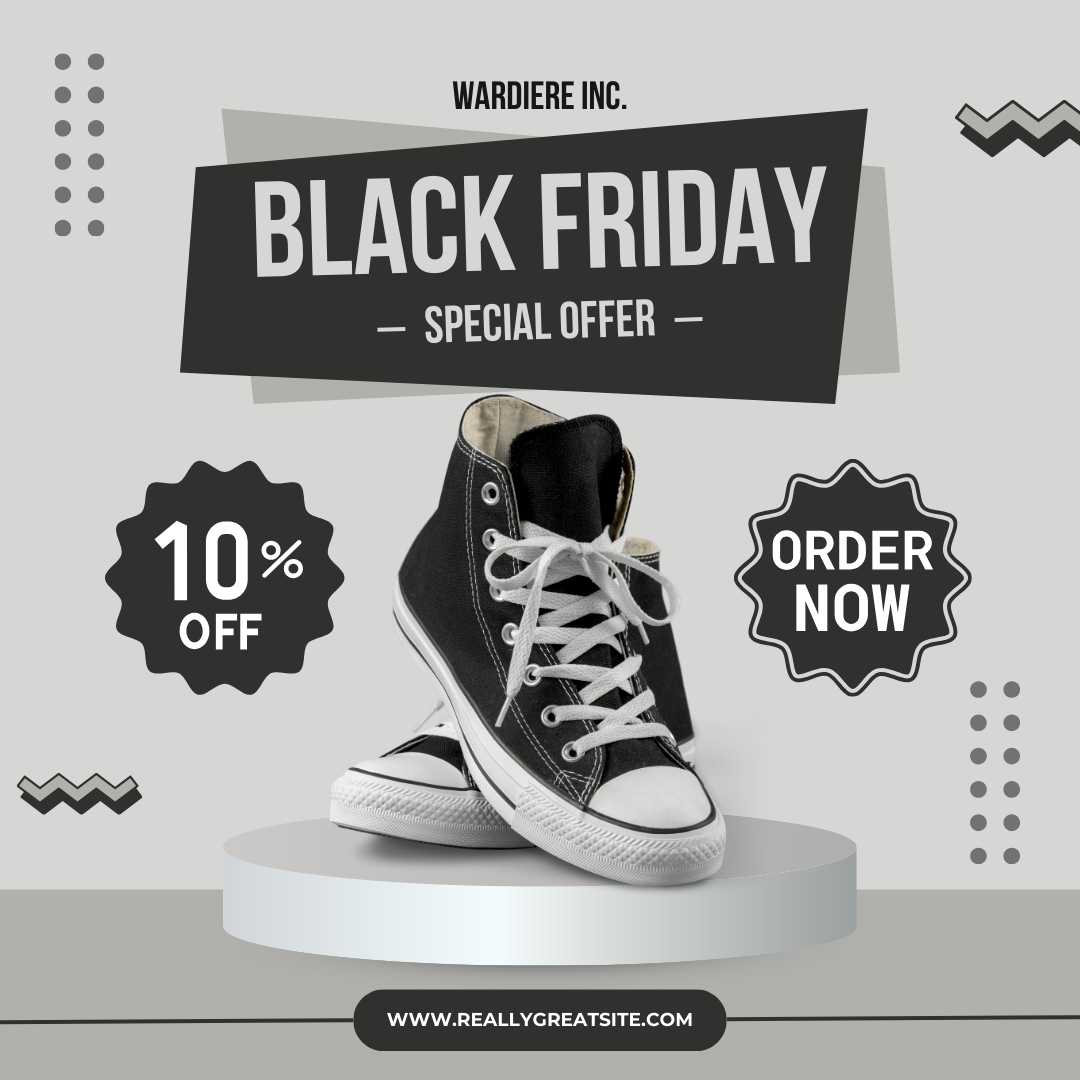 WARDIERE INC.
BLACK FRIDAY
— SPECIAL OFFER —
10%
OFF
ORDER
NOW
WWW.REALLYGREATSITE.COM